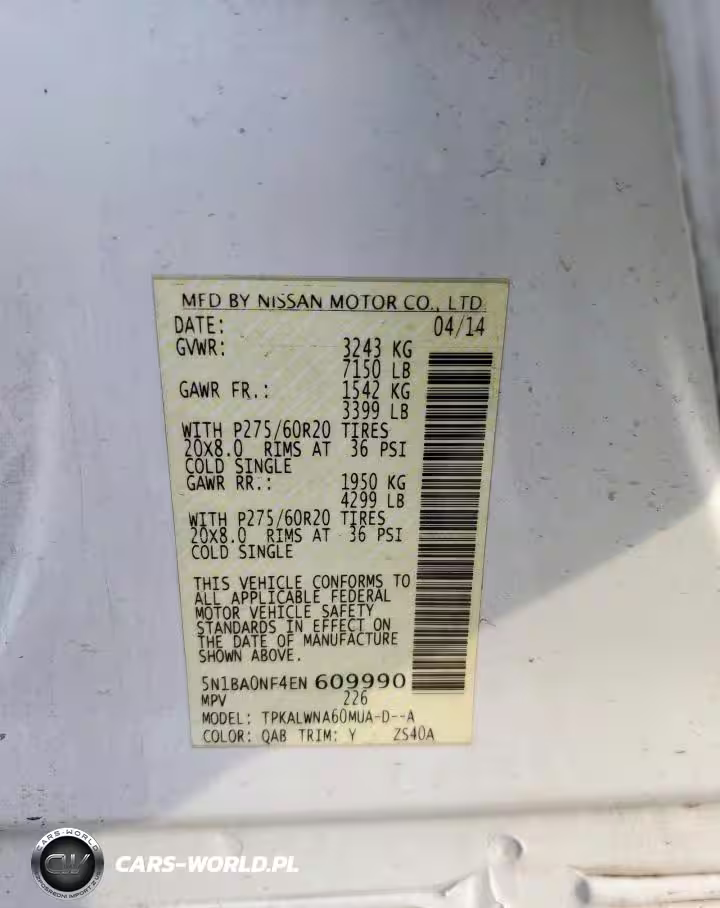 MFD BY NISSAN MOTOR CO., LTD
DATE: 04/14
GVWR: 3243 KG
7150 LB
GAWR FR.: 1542 KG
3399 LB
WITH P275/60R20 TIRES
20X8.0 RIMS AT 36 PSI
COLD SINGLE
GAWR RR.: 1950 KG
4299 LB
WITH P275/60R20 TIRES
20X8.0 RIMS AT 36 PSI
COLD SINGLE
THIS VEHICLE CONFORMS TO
ALL APPLICABLE FEDERAL
MOTOR VEHICLE SAFETY
STANDARDS IN EFFECT ON
THE DATE OF MANUFACTURE
SHOWN ABOVE.
5N1BA0NF4EN 609990
MPV 226
MODEL: TPKALWNA60MUA-D--A
COLOR: QAB TRIM: Y ZS40A
CARS-WORLD
CW
CARS-WORLD.PL